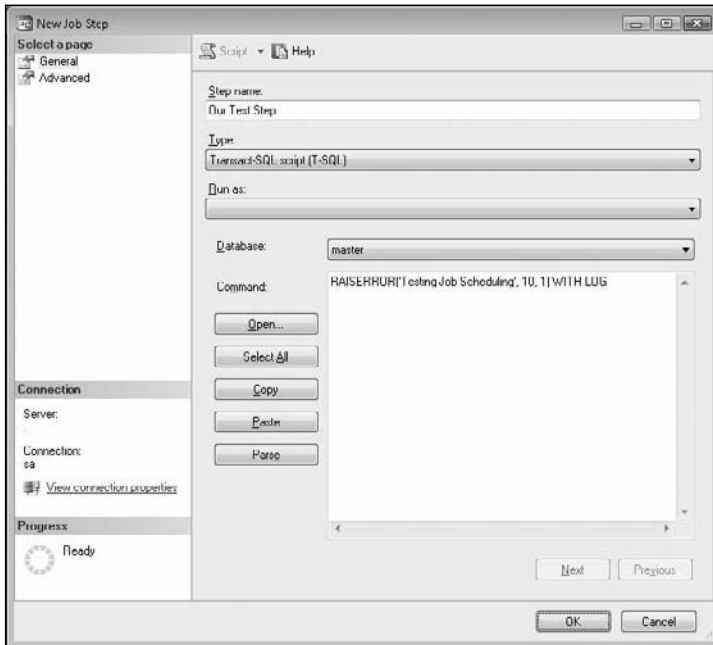 New Job Step
Select a page
General
Advanced
Script
Help
Step name:
Our Test Step
Type:
Transact-SQL script (T-SQL)
Run as:
Database:
master
Command:
RAISERROR('Testing Job Scheduling', 10, 1) WITH LOG
Open...
Select All
Copy
Paste
Parse
Connection
Server:
Connection:
sa
View connection properties
Progress
Ready
Next
Previous
OK
Cancel